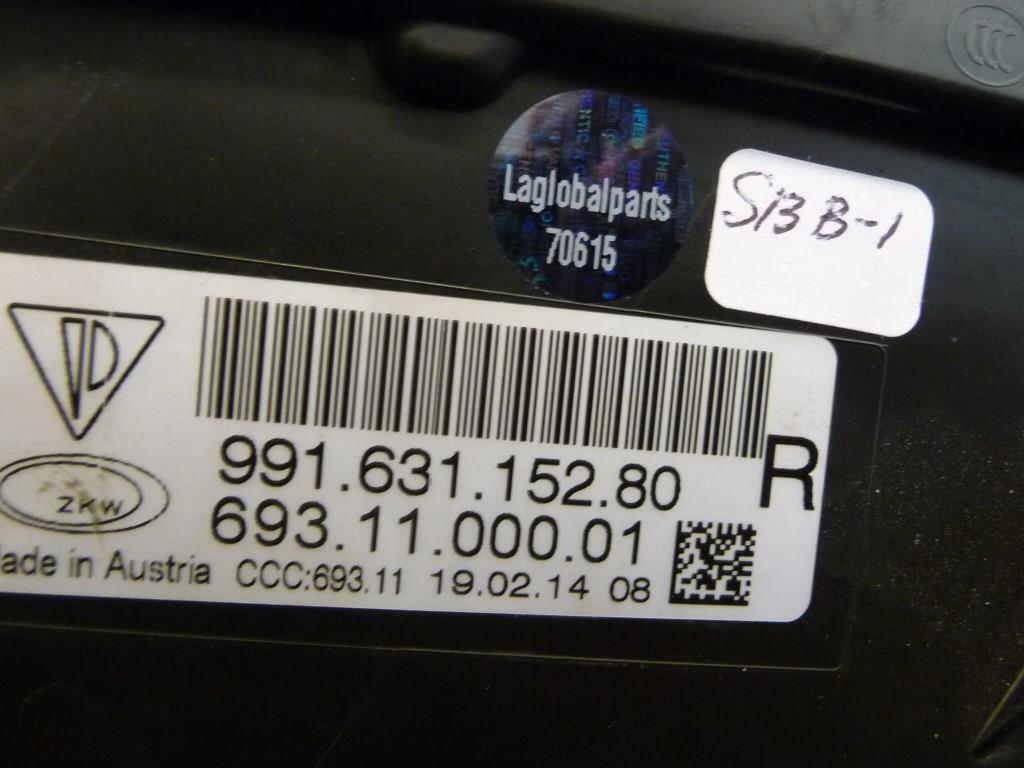 Laglobalparts
70615
S13 B-1
991.631.152.80
R
ZKW
693.11.000.01
ade in Austria CCC:693.11 19.02.14 08